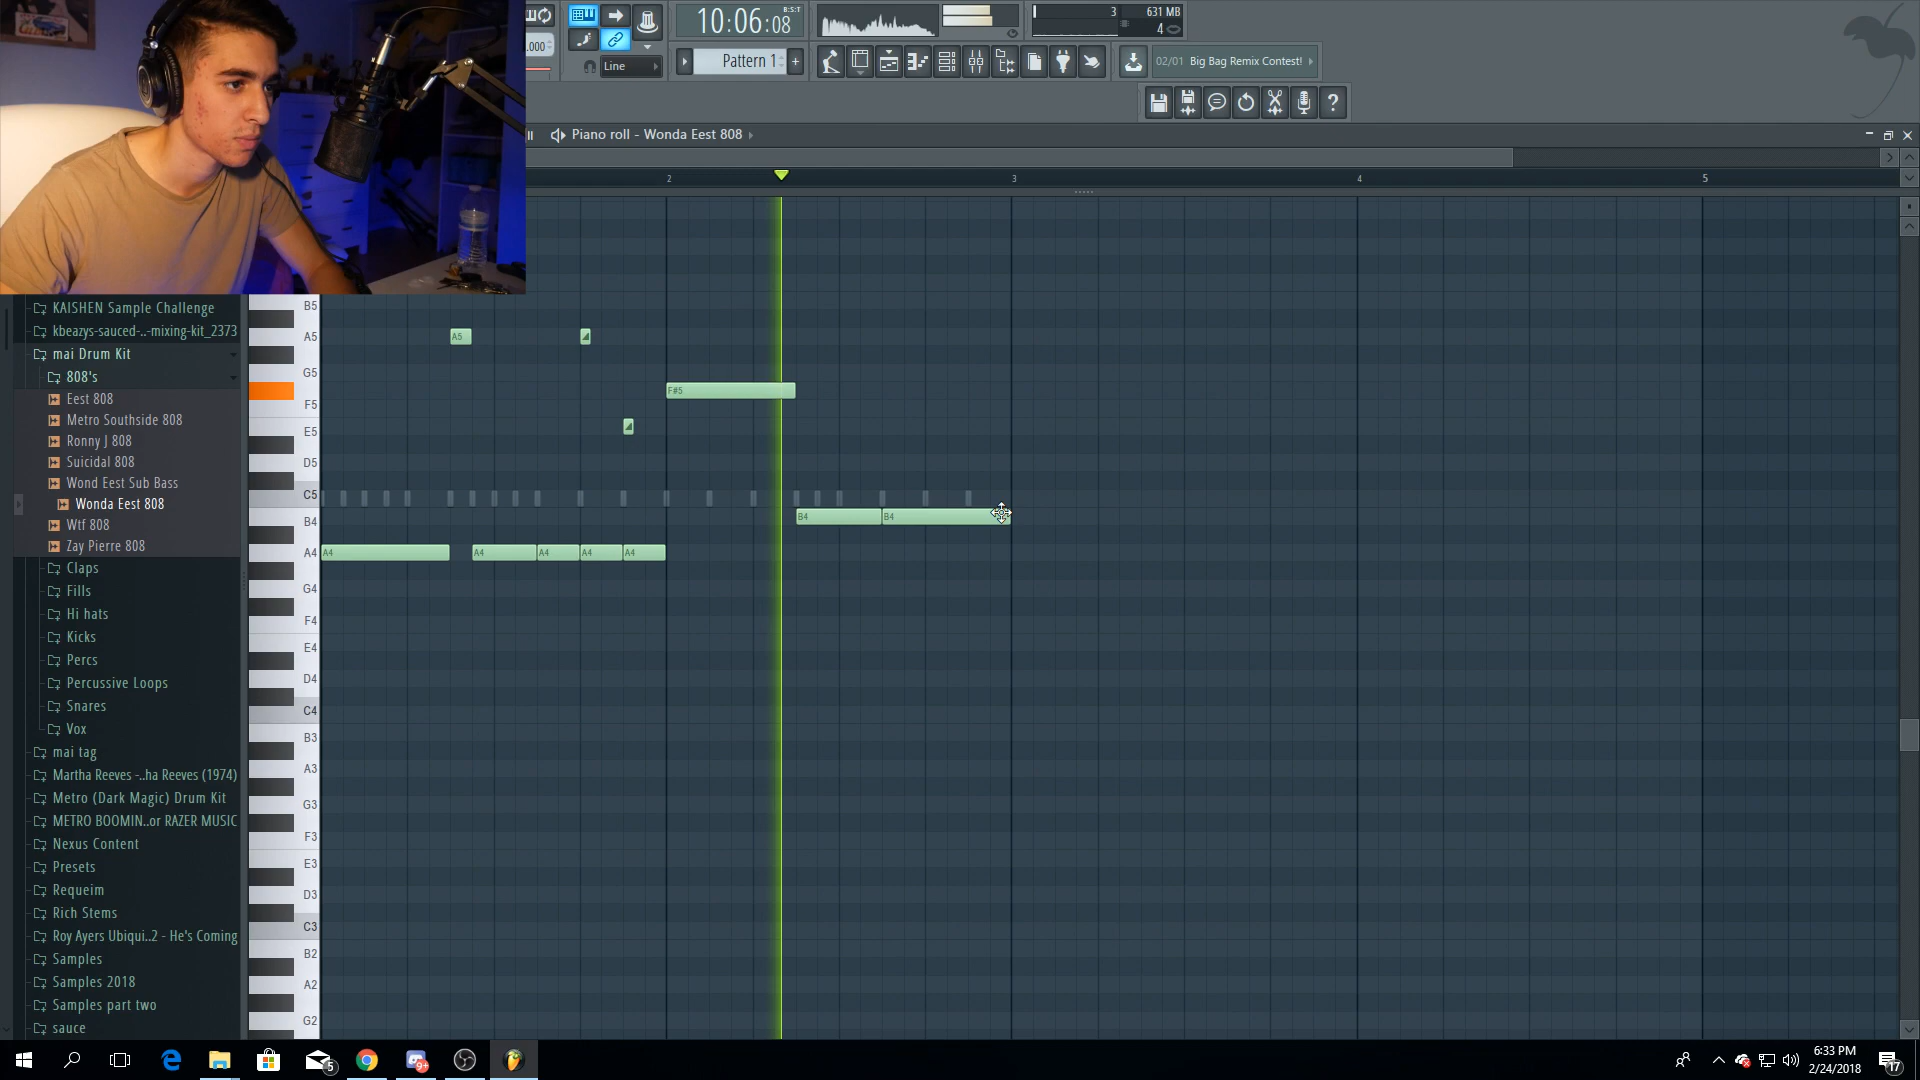 10:06:08
B:S:T
3
631 MB
4
.000
Line
Pattern 1
+
02/01 Big Bag Remix Contest!
?
Piano roll - Wonda Eest 808
2
3
4
5
KAISHEN Sample Challenge
kbeazys-sauced-..-mixing-kit_2373
mai Drum Kit
808's
Eest 808
Metro Southside 808
Ronny J 808
Suicidal 808
Wond Eest Sub Bass
Wonda Eest 808
Wtf 808
Zay Pierre 808
Claps
Fills
Hi hats
Kicks
Percs
Percussive Loops
Snares
Vox
mai tag
Martha Reeves -..ha Reeves (1974)
Metro (Dark Magic) Drum Kit
METRO BOOMIN..or RAZER MUSIC
Nexus Content
Presets
Requeim
Rich Stems
Roy Ayers Ubiqui..2 - He's Coming
Samples
Samples 2018
Samples part two
sauce
B5
A5
G5
F5
E5
D5
C5
B4
A4
G4
F4
E4
D4
C4
B3
A3
G3
F3
E3
D3
C3
B2
A2
G2
A5
F#5
B4
B4
A4
A4
A4
A4
A4
5
9+
6:33 PM
2/24/2018
17